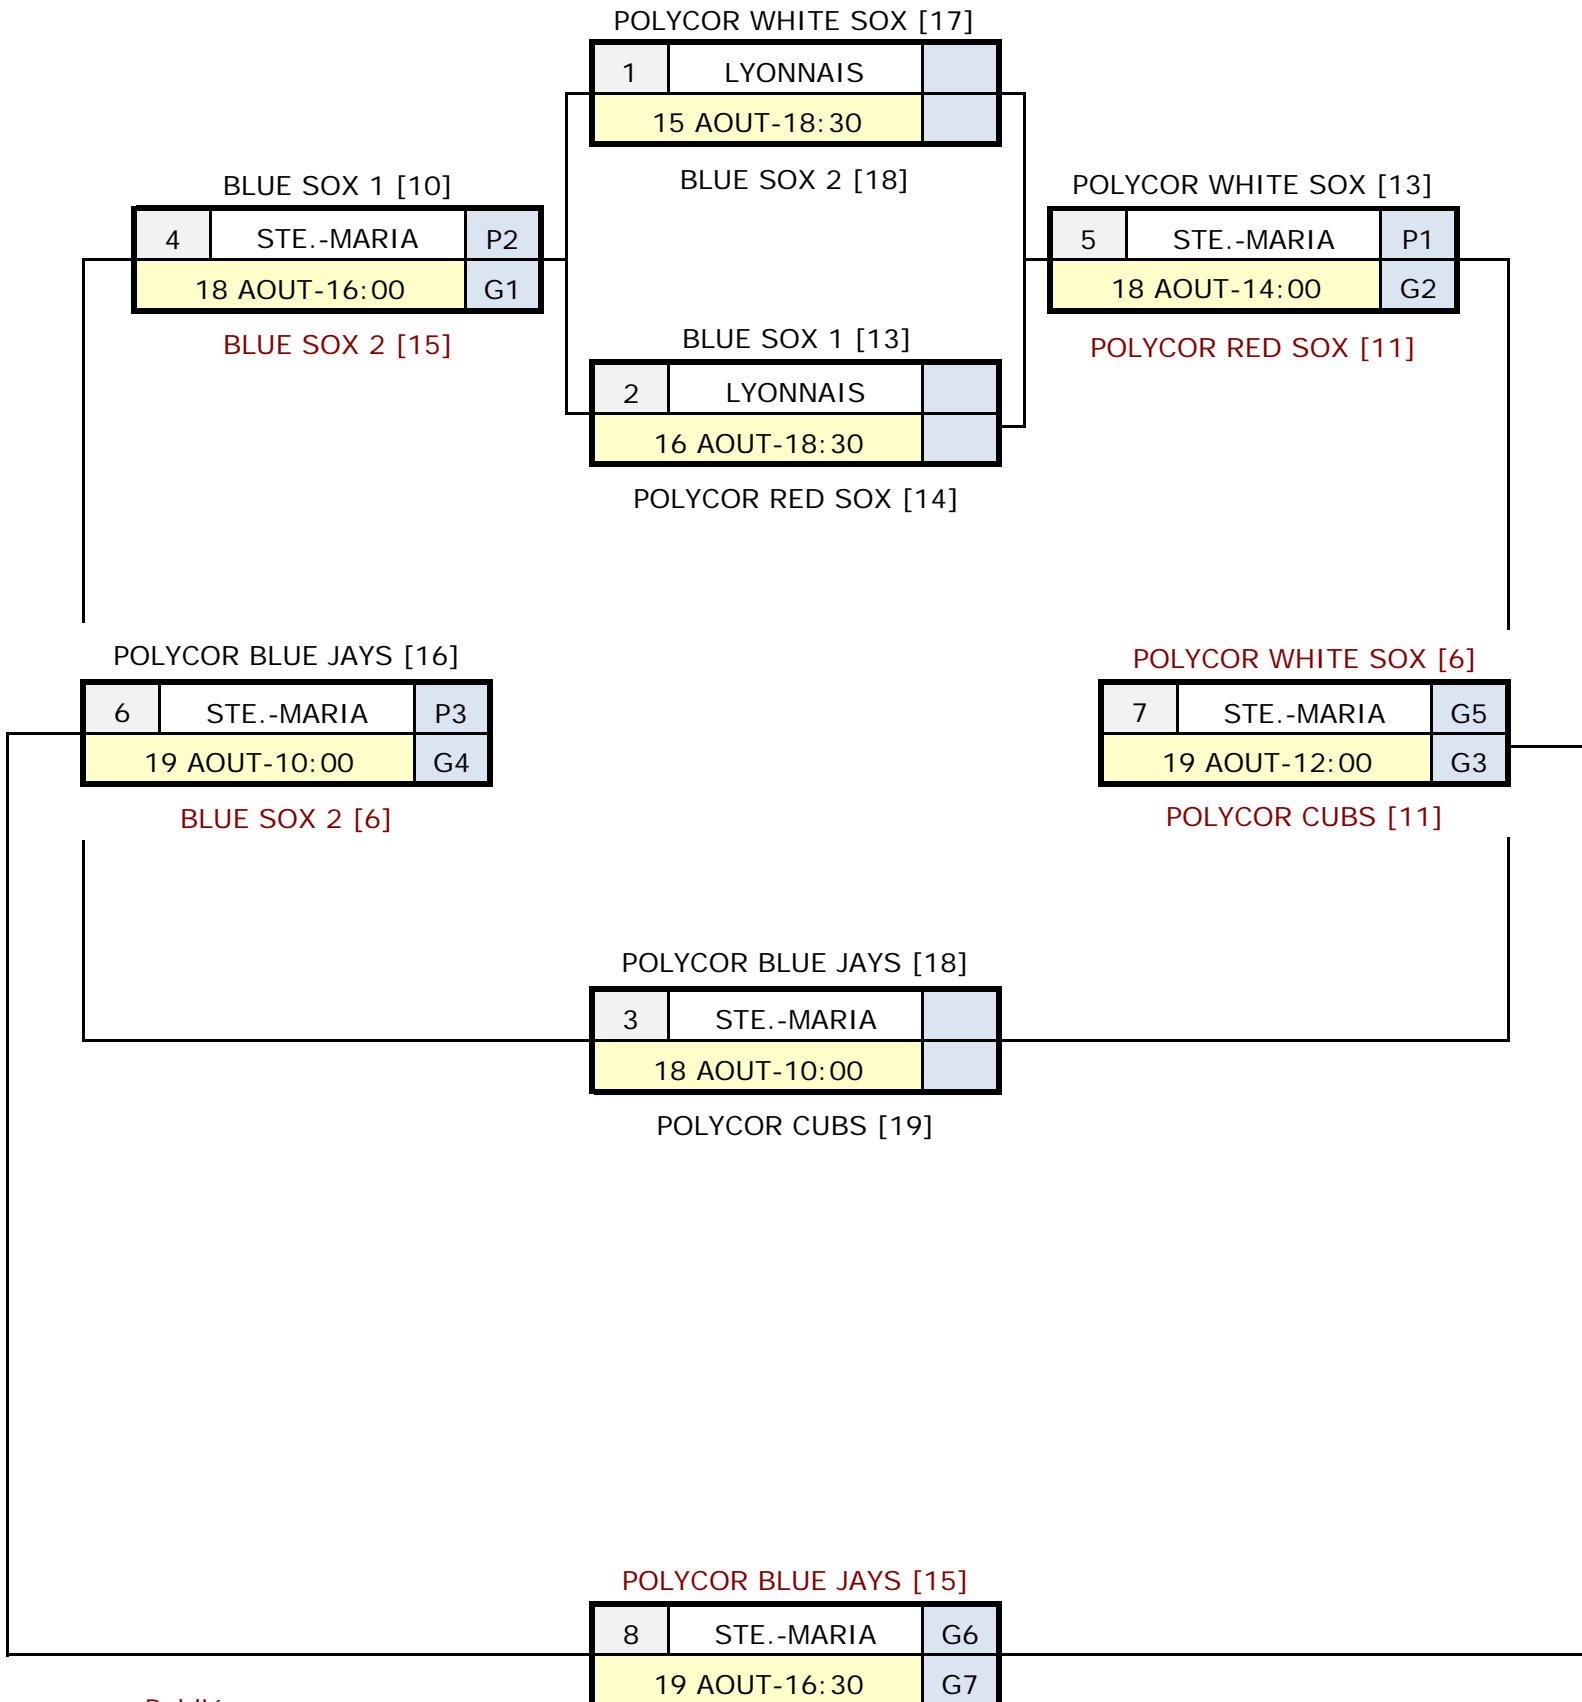 POLYCOR WHITE SOX [17]
1 LYONNAIS
15 AOUT-18:30
BLUE SOX 2 [18]
BLUE SOX 1 [10]
4 STE.-MARIA P2
18 AOUT-16:00 G1
BLUE SOX 2 [15]
POLYCOR WHITE SOX [13]
5 STE.-MARIA P1
18 AOUT-14:00 G2
POLYCOR RED SOX [11]
BLUE SOX 1 [13]
2 LYONNAIS
16 AOUT-18:30
POLYCOR RED SOX [14]
POLYCOR BLUE JAYS [16]
6 STE.-MARIA P3
19 AOUT-10:00 G4
BLUE SOX 2 [6]
POLYCOR WHITE SOX [6]
7 STE.-MARIA G5
19 AOUT-12:00 G3
POLYCOR CUBS [11]
POLYCOR BLUE JAYS [18]
3 STE.-MARIA
18 AOUT-10:00
POLYCOR CUBS [19]
POLYCOR BLUE JAYS [15]
8 STE.-MARIA G6
19 AOUT-16:30 G7